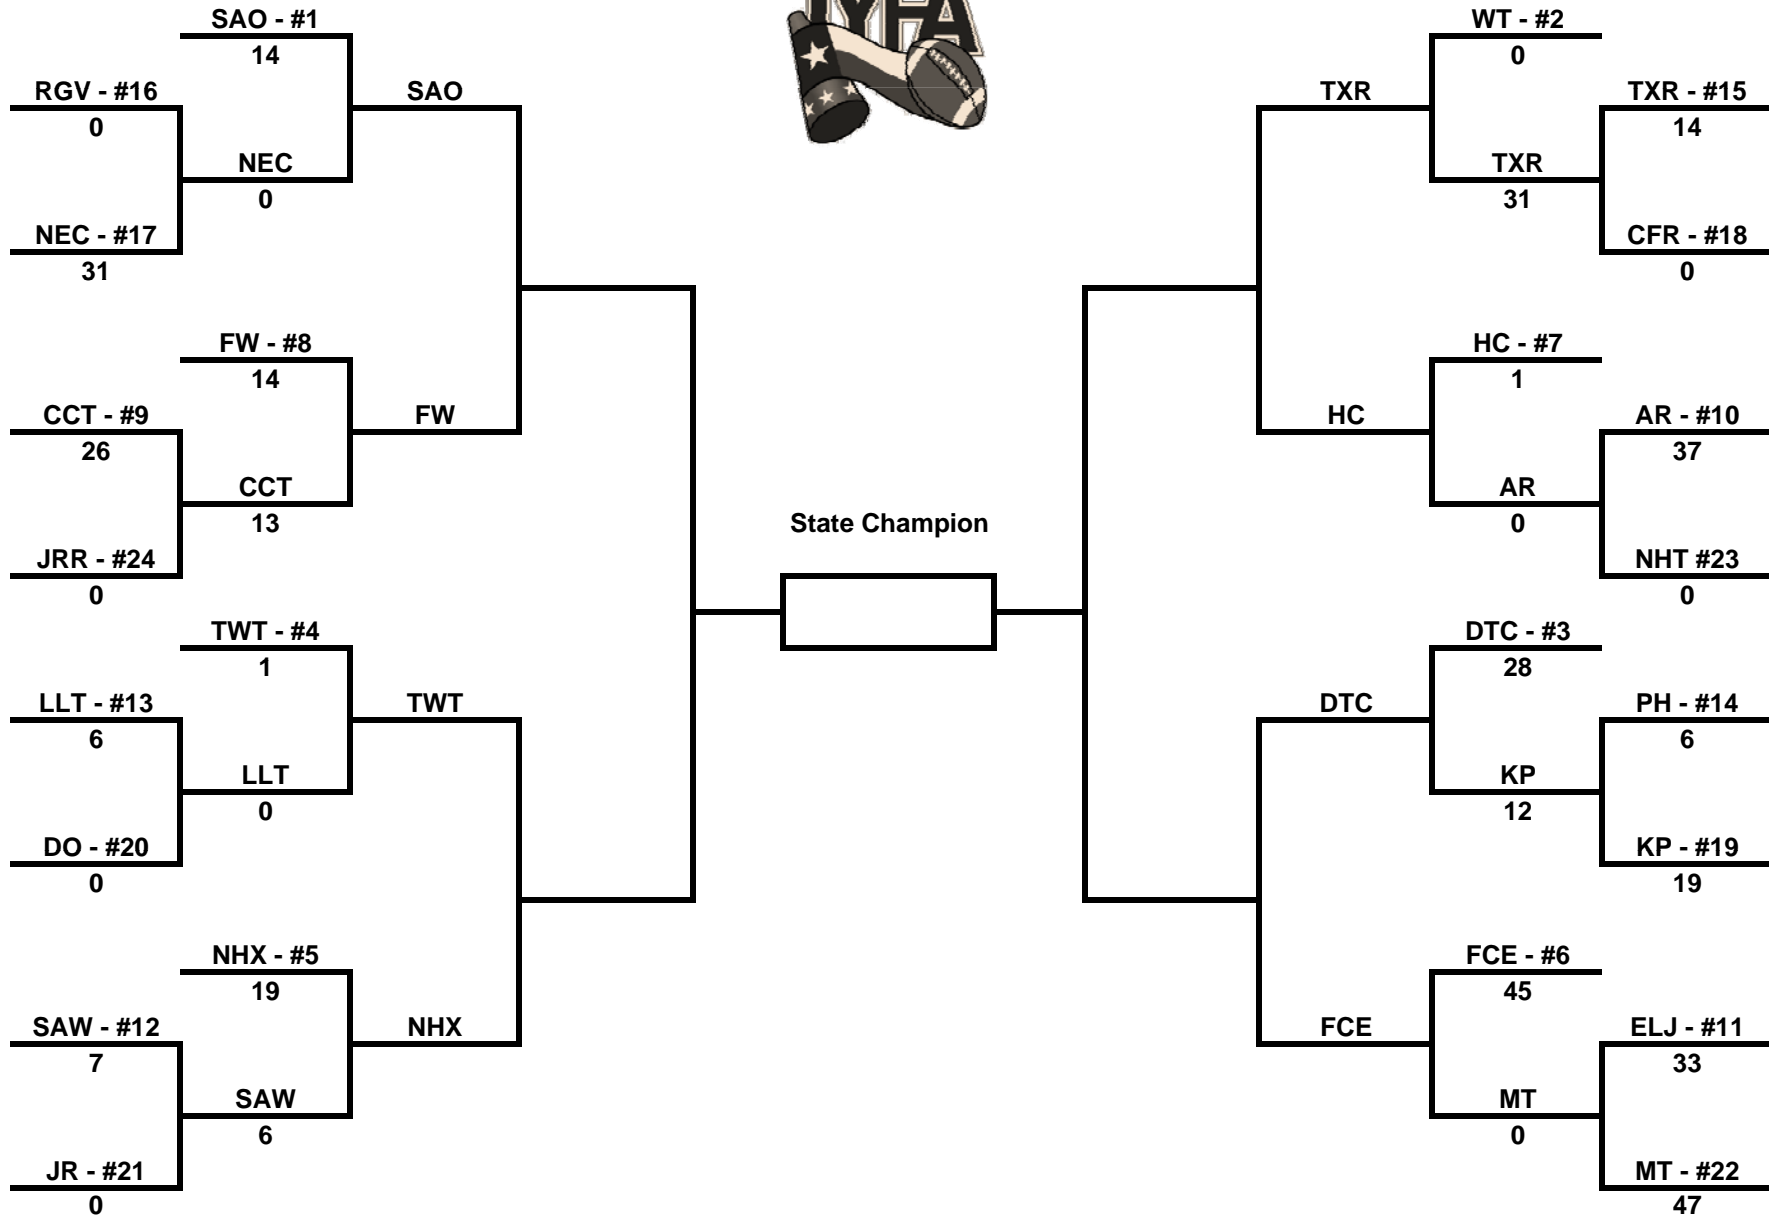 TYFA
SAO - #1
14
RGV - #16
0
SAO
NEC
0
NEC - #17
31
FW - #8
14
CCT - #9
26
FW
CCT
13
JRR - #24
0
TWT - #4
1
LLT - #13
6
TWT
LLT
0
DO - #20
0
NHX - #5
19
SAW - #12
7
NHX
SAW
6
JR - #21
0
State Champion
WT - #2
0
TXR
TXR - #15
14
TXR
31
CFR - #18
0
HC - #7
1
HC
AR - #10
37
AR
0
NHT #23
0
DTC - #3
28
DTC
PH - #14
6
KP
12
KP - #19
19
FCE - #6
45
FCE
ELJ - #11
33
MT
0
MT - #22
47